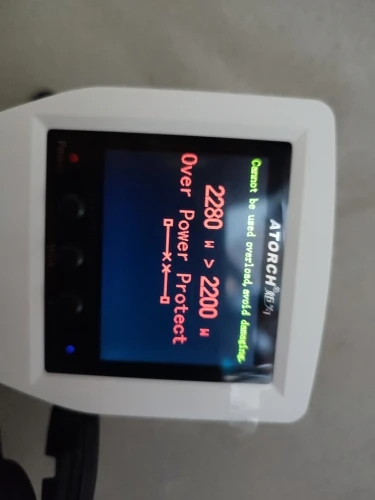 ATORCH®
Cannot be used overload,avoid damaging.
2280 W > 2200 W
Over Power Protect